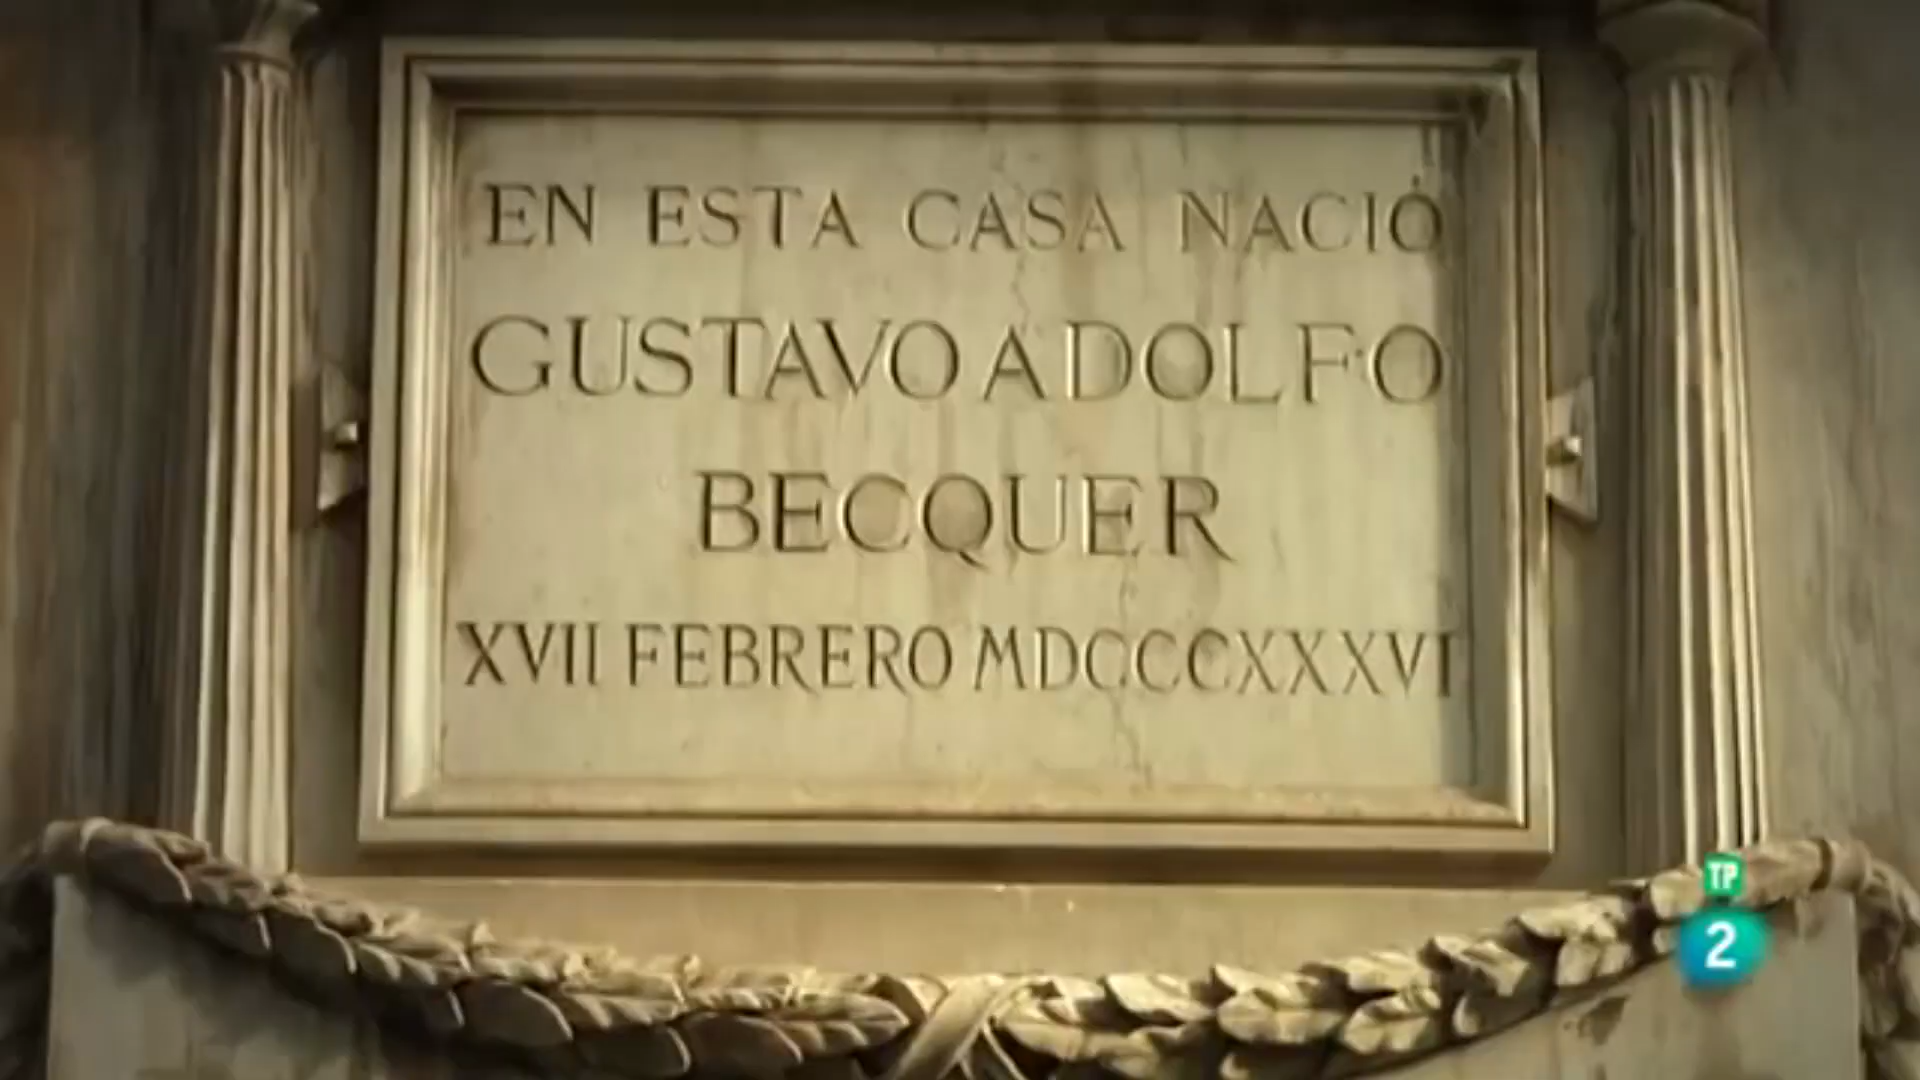 EN ESTA CASA NACIÓ
GUSTAVO ADOLFO
BECQUER
XVII FEBRERO MDCCCXXXVI
TP
2